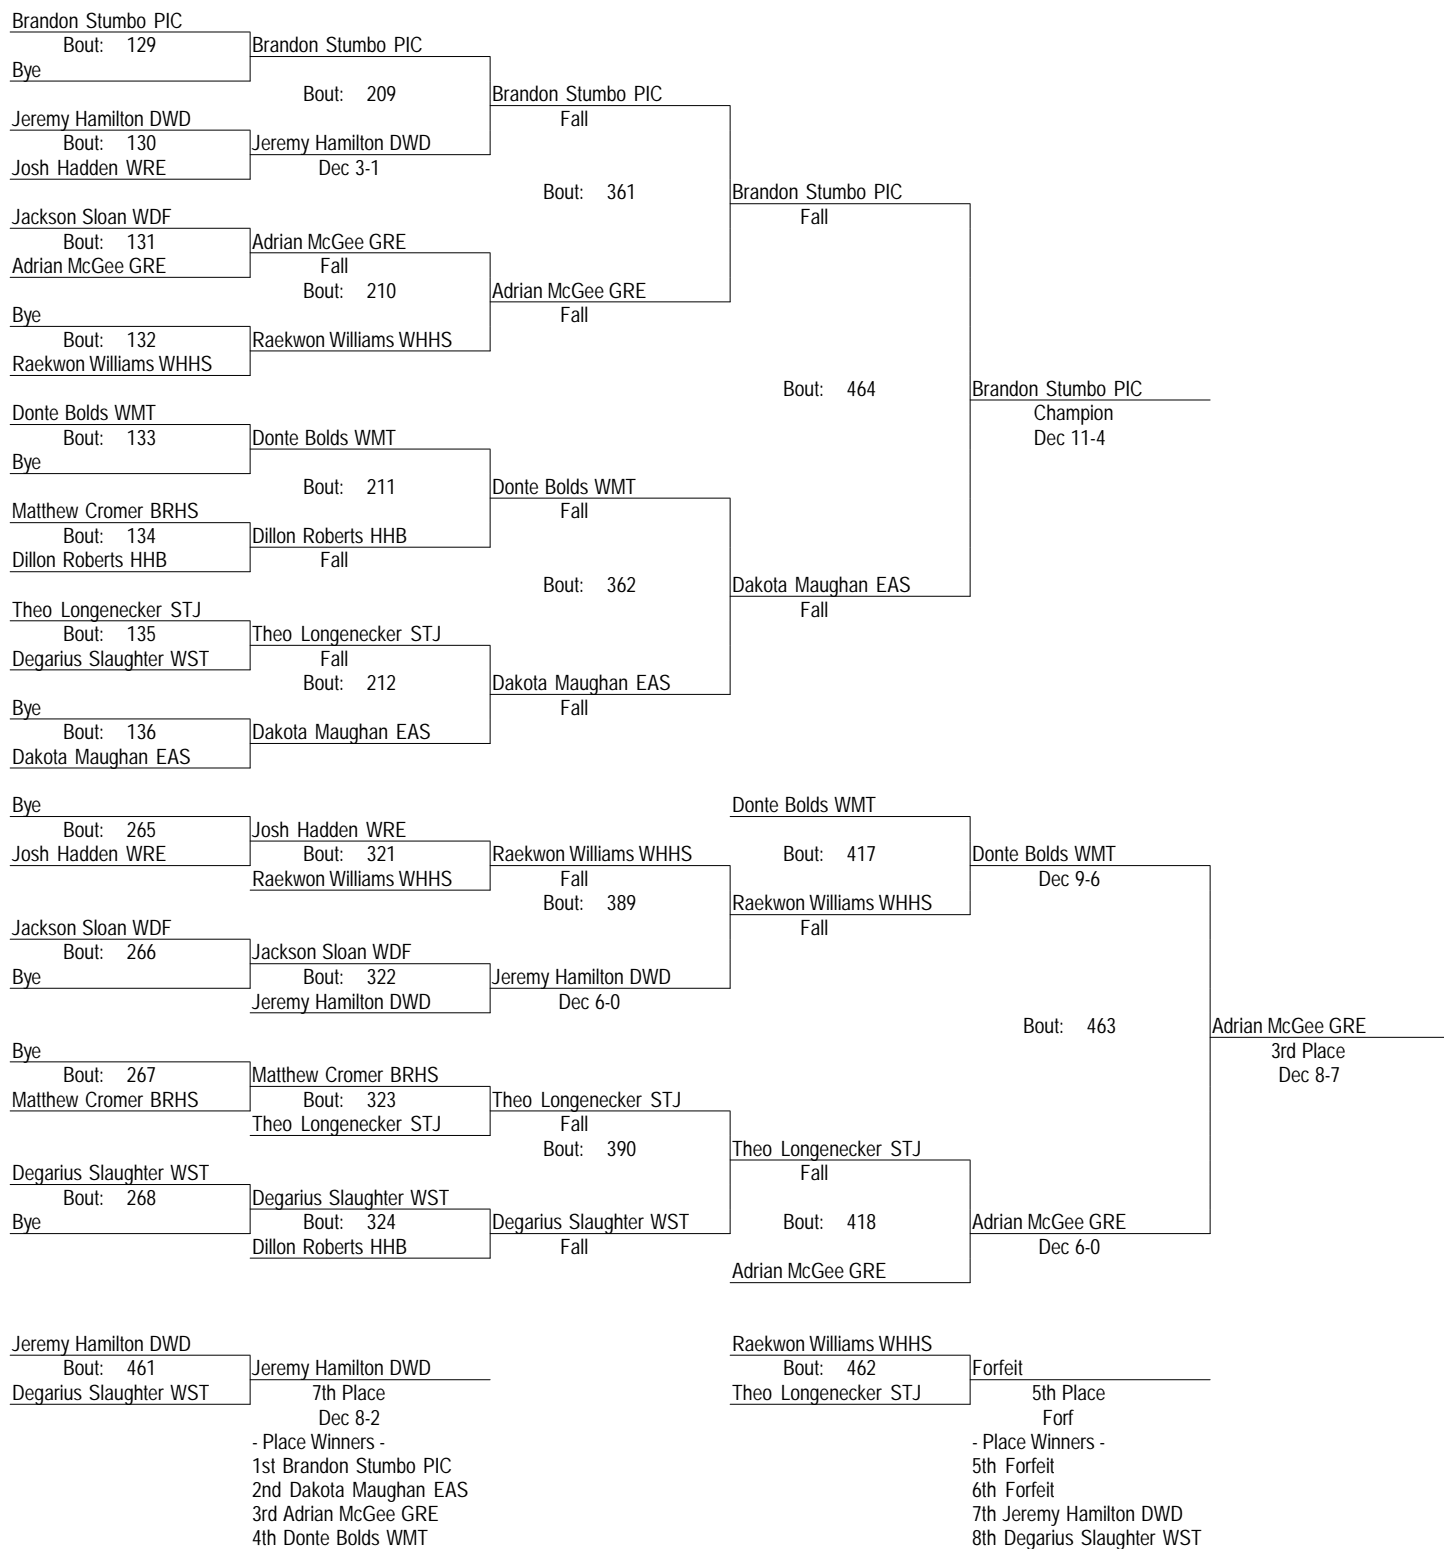 Brandon Stumbo PIC
Bout: 129
Brandon Stumbo PIC
Bye
Bout: 209
Brandon Stumbo PIC
Jeremy Hamilton DWD
Fall
Bout: 130
Jeremy Hamilton DWD
Josh Hadden WRE
Dec 3-1
Bout: 361
Brandon Stumbo PIC
Jackson Sloan WDF
Fall
Bout: 131
Adrian McGee GRE
Adrian McGee GRE
Fall
Bout: 210
Adrian McGee GRE
Bye
Fall
Bout: 132
Raekwon Williams WHHS
Raekwon Williams WHHS
Bout: 464
Brandon Stumbo PIC
Donte Bolds WMT
Champion
Bout: 133
Donte Bolds WMT
Dec 11-4
Bye
Bout: 211
Donte Bolds WMT
Matthew Cromer BRHS
Fall
Bout: 134
Dillon Roberts HHB
Dillon Roberts HHB
Fall
Bout: 362
Dakota Maughan EAS
Theo Longenecker STJ
Fall
Bout: 135
Theo Longenecker STJ
Degarius Slaughter WST
Fall
Bout: 212
Dakota Maughan EAS
Bye
Fall
Bout: 136
Dakota Maughan EAS
Dakota Maughan EAS
Bye
Donte Bolds WMT
Bout: 265
Josh Hadden WRE
Josh Hadden WRE
Bout: 321
Raekwon Williams WHHS
Bout: 417
Donte Bolds WMT
Raekwon Williams WHHS
Fall
Dec 9-6
Bout: 389
Raekwon Williams WHHS
Jackson Sloan WDF
Fall
Bout: 266
Jackson Sloan WDF
Bye
Bout: 322
Jeremy Hamilton DWD
Jeremy Hamilton DWD
Dec 6-0
Bout: 463
Adrian McGee GRE
Bye
3rd Place
Bout: 267
Matthew Cromer BRHS
Dec 8-7
Matthew Cromer BRHS
Bout: 323
Theo Longenecker STJ
Theo Longenecker STJ
Fall
Bout: 390
Theo Longenecker STJ
Degarius Slaughter WST
Fall
Bout: 268
Degarius Slaughter WST
Bye
Bout: 324
Degarius Slaughter WST
Bout: 418
Adrian McGee GRE
Dillon Roberts HHB
Fall
Dec 6-0
Adrian McGee GRE
Jeremy Hamilton DWD
Bout: 461
Jeremy Hamilton DWD
Degarius Slaughter WST
7th Place
Dec 8-2
- Place Winners -
1st Brandon Stumbo PIC
2nd Dakota Maughan EAS
3rd Adrian McGee GRE
4th Donte Bolds WMT
Raekwon Williams WHHS
Bout: 462
Forfeit
Theo Longenecker STJ
5th Place
Forf
- Place Winners -
5th Forfeit
6th Forfeit
7th Jeremy Hamilton DWD
8th Degarius Slaughter WST